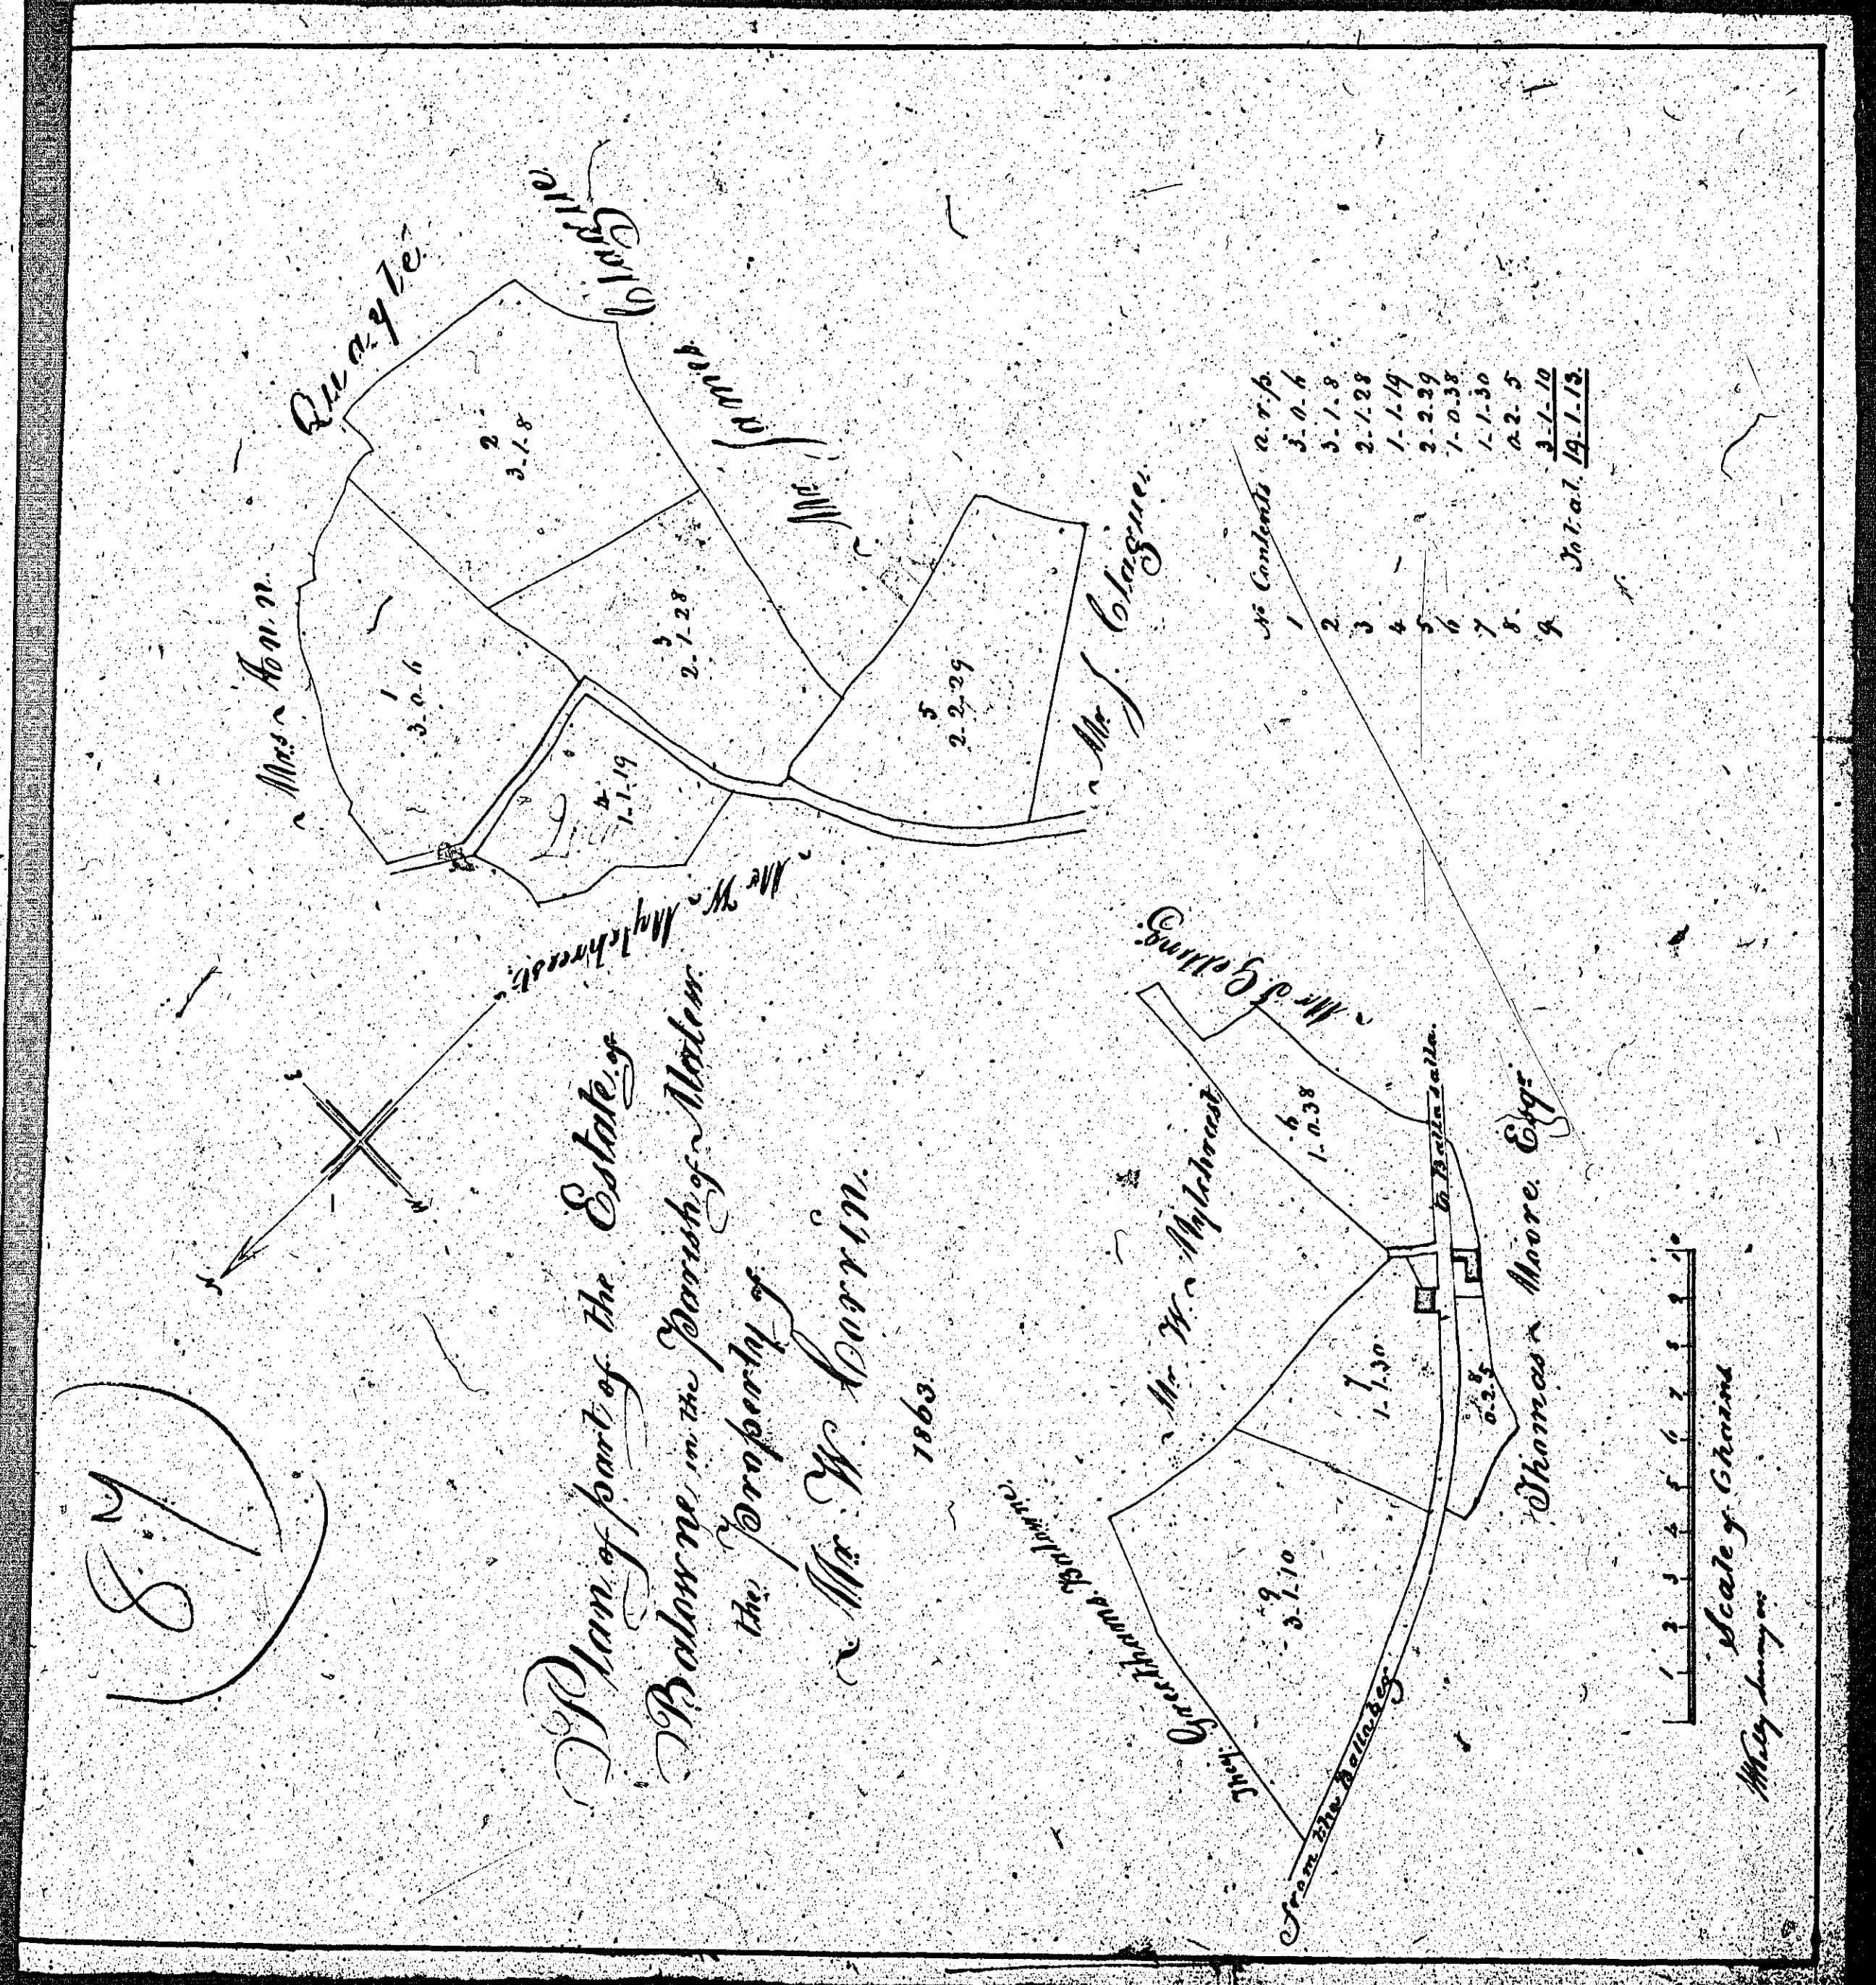 87
Plan of part of the Estate of
Balowne in the Parish of Malew
the Property of
Mr W. Corrin.
1863.
N
E
S
W
Mrs Ann
Quayle
Mr James
Clague
Mr J. Clague
Mr W. Mylchreest
1
3-0-6
2
3-1-8
3
2-1-28
4
1-1-19
5
2-2-29
Mr W. Mylchreest
Mr T. Gelling
6
1-0-38
7
1-1-30
8
0-2-5
9
3-1-10
From the Ballabeg
To Ballasalla
Thomas Moore Esqr
No Contents a. r. p.
1 3-0-6
2 3-1-8
3 2-1-28
4 1-1-19
5 2-2-29
6 1-0-38
7 1-1-30
8 0-2-5
9 3-1-10
Total 19-1-13
1 2 3 4 5 6 7 8 9 10
Scale of Chains